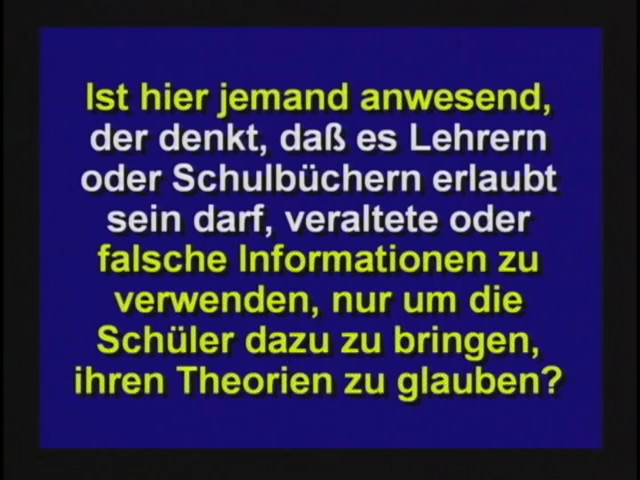 Ist hier jemand anwesend,
der denkt, daß es Lehrern
oder Schulbüchern erlaubt
sein darf, veraltete oder
falsche Informationen zu
verwenden, nur um die
Schüler dazu zu bringen,
ihren Theorien zu glauben?